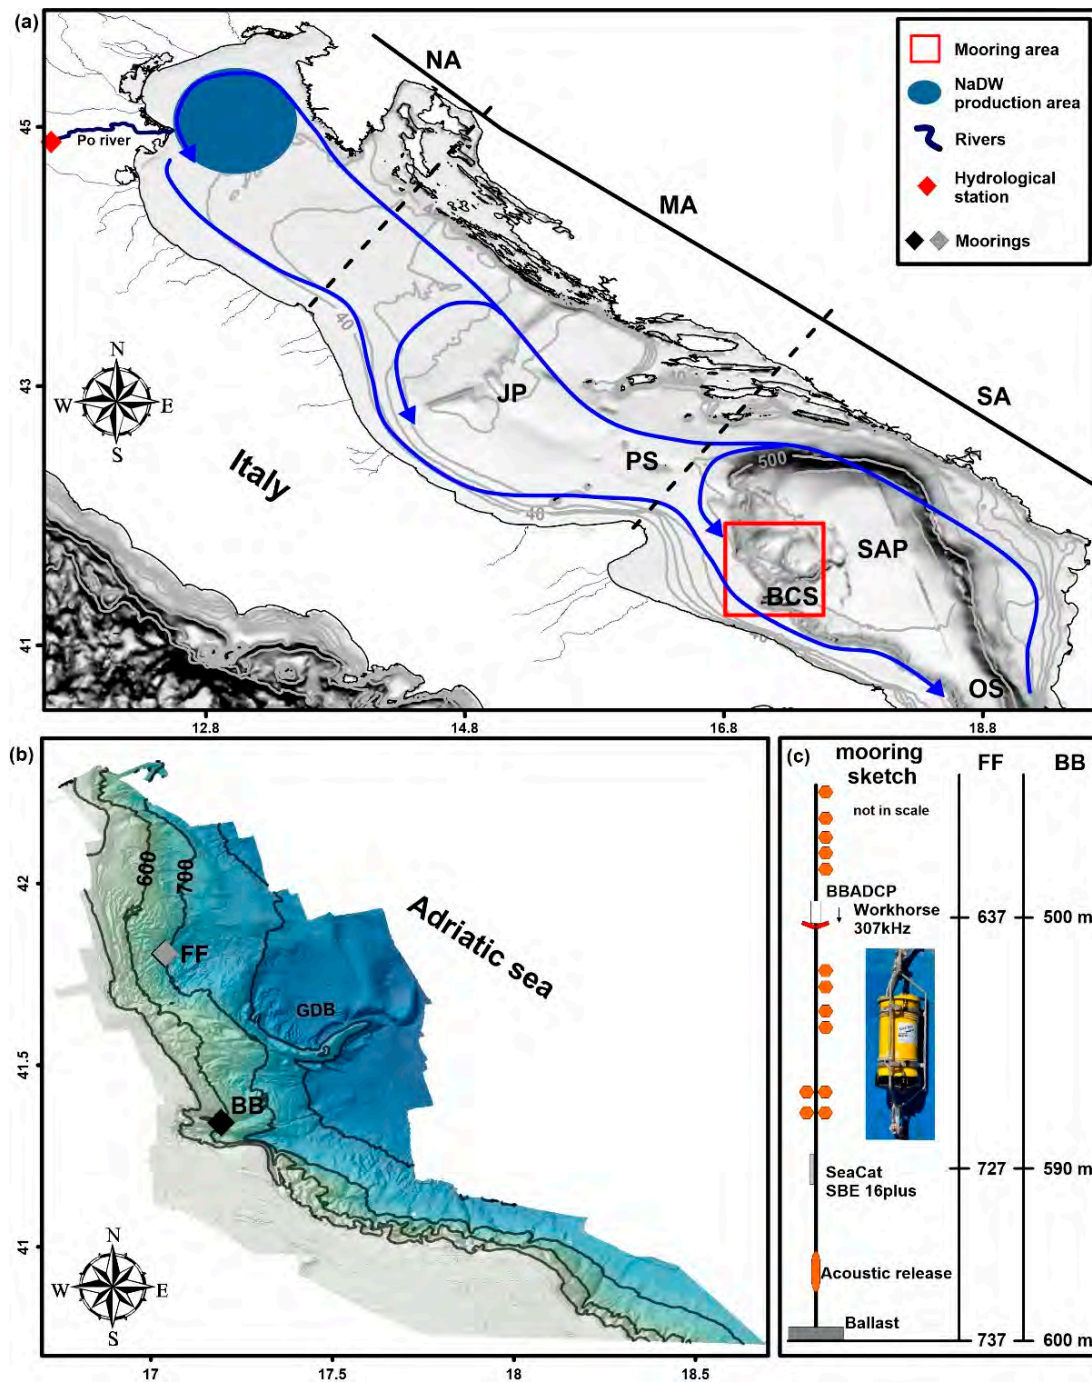 (a)
NA
MA
SA
Mooring area
NaDW
production area
Rivers
Hydrological
station
Moorings
45
43
41
Po river
40
40
40
N
W E
S
Italy
JP
PS
500
SAP
BCS
OS
12.8 14.8 16.8 18.8
(b)
42
41.5
41
600
700
FF
Adriatic sea
GDB
BB
N
W E
S
17 17.5 18 18.5
(c) mooring FF BB
sketch
not in scale
BBADCP
Workhorse 637 500 m
307kHz
SeaCat 727 590 m
SBE 16plus
Acoustic release
Ballast
737 600 m